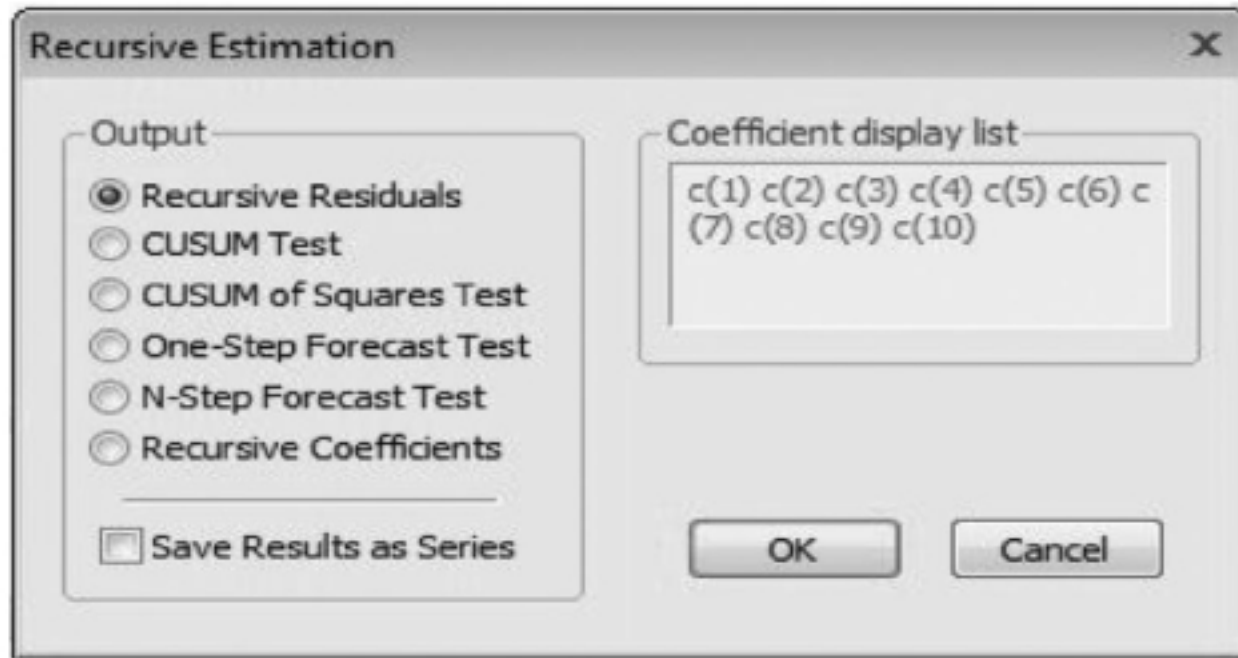 Recursive Estimation
Output
Recursive Residuals
CUSUM Test
CUSUM of Squares Test
One-Step Forecast Test
N-Step Forecast Test
Recursive Coefficients
Save Results as Series
Coefficient display list
c(1) c(2) c(3) c(4) c(5) c(6) c
(7) c(8) c(9) c(10)
OK
Cancel